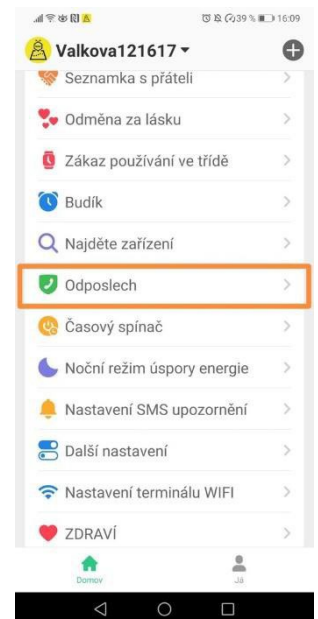 39 % 16:09
Valkova121617
Seznamka s přáteli
Odměna za lásku
Zákaz používání ve třídě
Budík
Najděte zařízení
Odposlech
Časový spínač
Noční režim úspory energie
Nastavení SMS upozornění
Další nastavení
Nastavení terminálu WIFI
ZDRAVÍ
Domov
Já